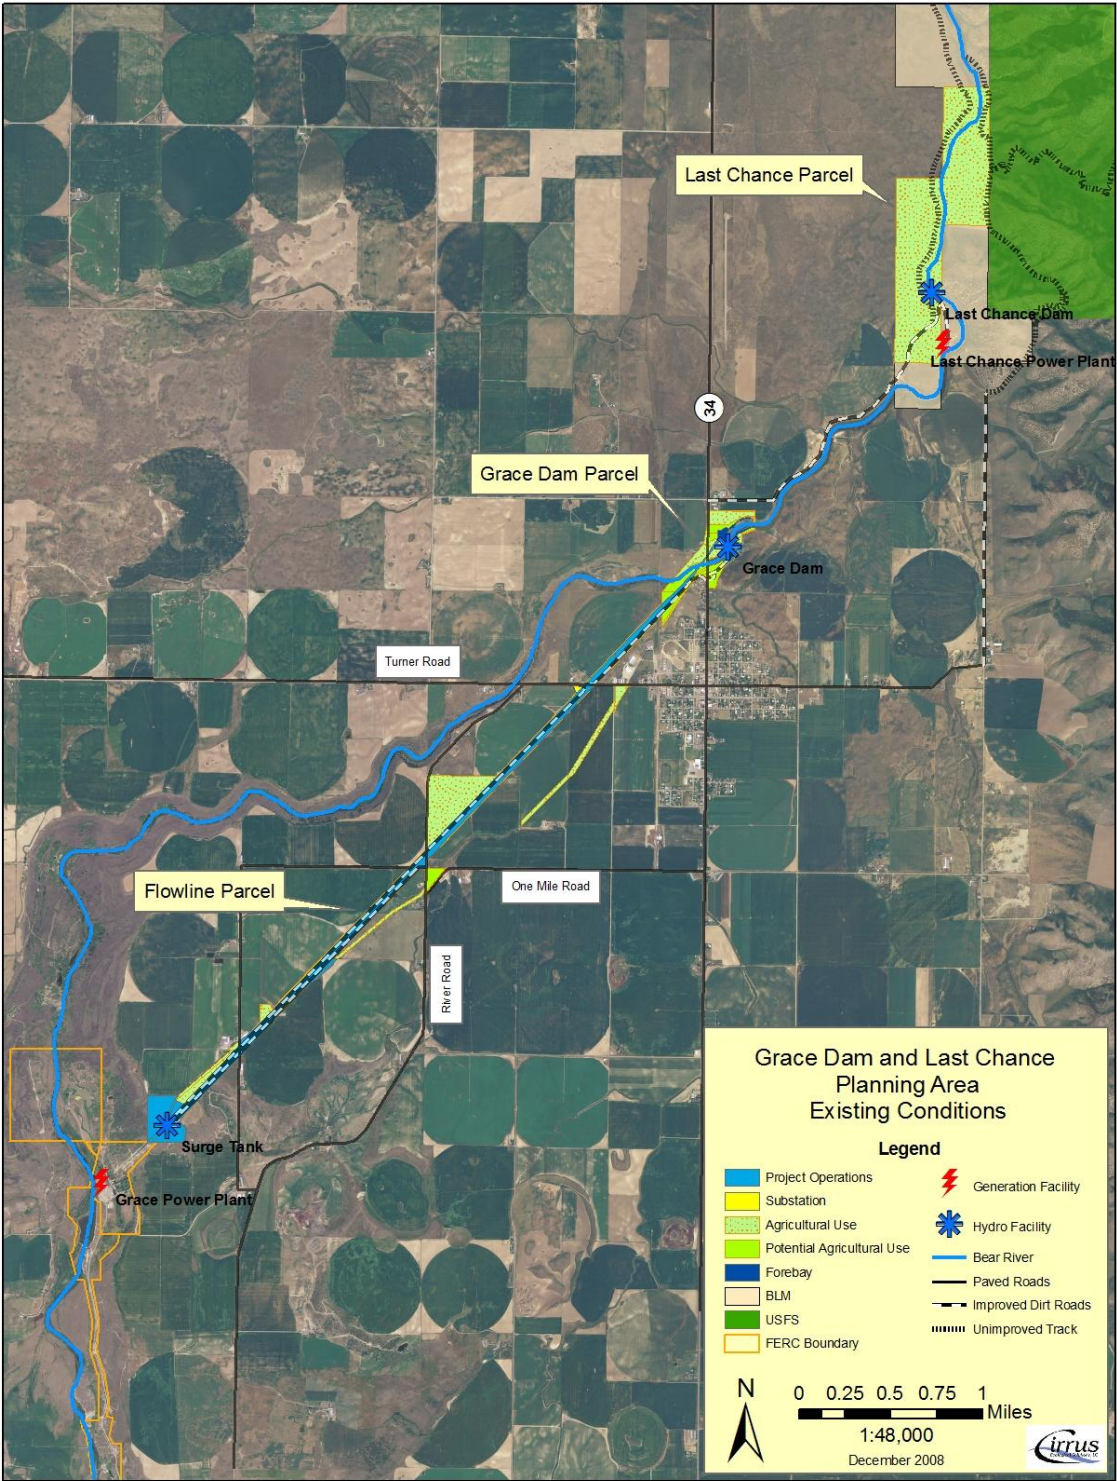 Last Chance Parcel
Last Chance Dam
Last Chance Power Plant
34
Grace Dam Parcel
Grace Dam
Turner Road
One Mile Road
Flowline Parcel
River Road
Surge Tank
Grace Power Plant
Grace Dam and Last Chance
Planning Area
Existing Conditions
Legend
Project Operations
Substation
Agricultural Use
Potential Agricultural Use
Forebay
BLM
USFS
FERC Boundary
Generation Facility
Hydro Facility
Bear River
Paved Roads
Improved Dirt Roads
Unimproved Track
N
0 0.25 0.5 0.75 1
Miles
1:48,000
December 2008
Cirrus